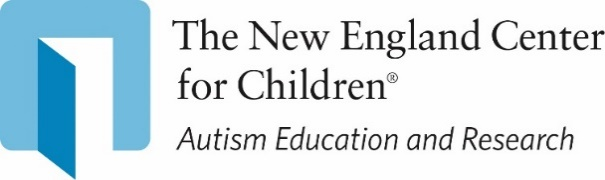 The New England Center
for Children®
Autism Education and Research